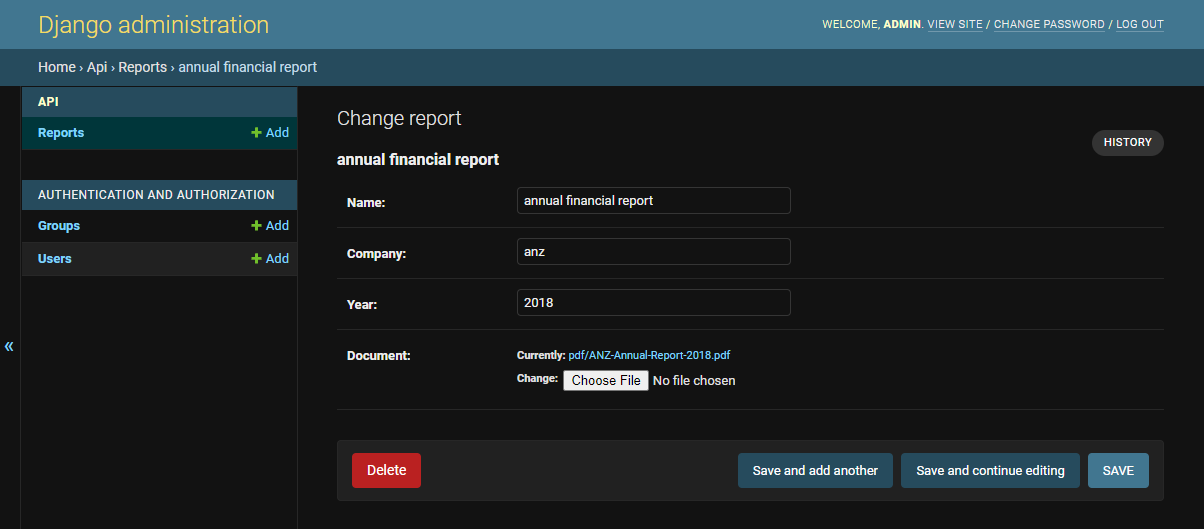 Django administration
WELCOME, ADMIN. VIEW SITE / CHANGE PASSWORD / LOG OUT
Home › Api › Reports › annual financial report
API
Reports
+ Add
AUTHENTICATION AND AUTHORIZATION
Groups
+ Add
Users
+ Add
«
Change report
HISTORY
annual financial report
Name: annual financial report
Company: anz
Year: 2018
Document: Currently: pdf/ANZ-Annual-Report-2018.pdf
Change: Choose File No file chosen
Delete
Save and add another
Save and continue editing
SAVE